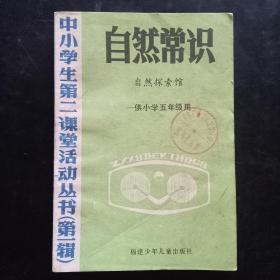 中小学生第二课堂活动丛书(第一辑)
自然常识
自然探索馆
—供小学五年级用—
福建少年儿童出版社